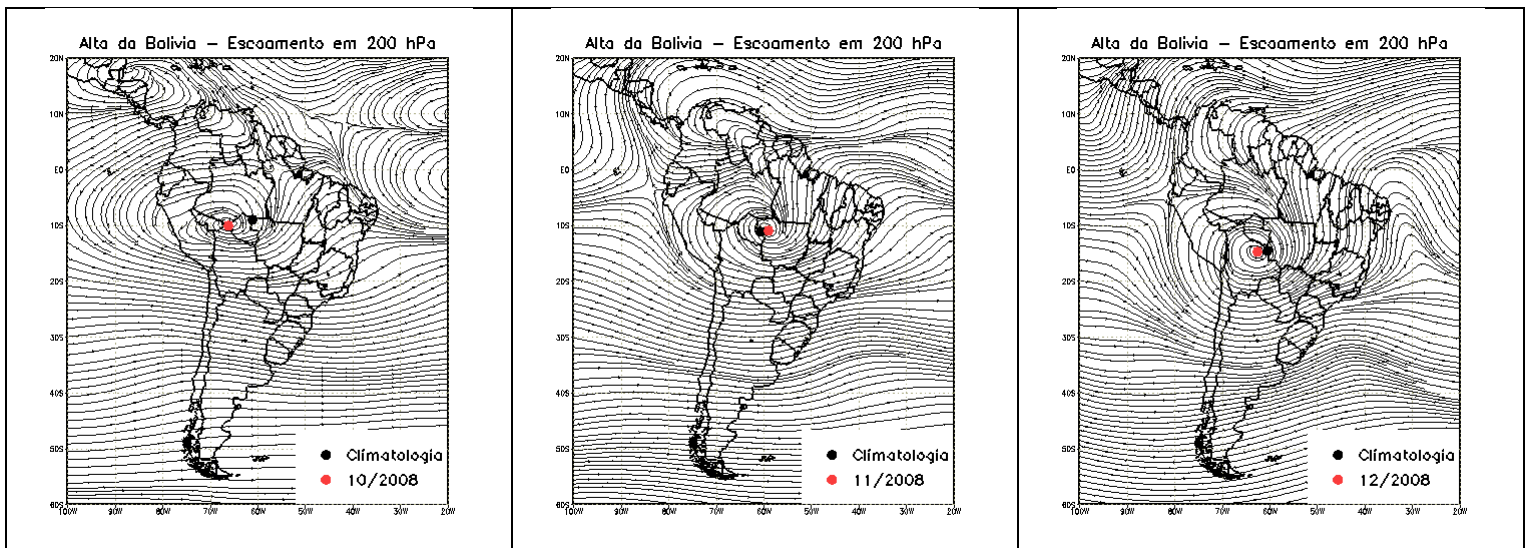 Alta da Bolivia – Escoamento em 200 hPa
20N
10N
EQ
10S
20S
30S
40S
50S
60S
100W 90W 80W 70W 60W 50W 40W 30W 20W
Climatologia
10/2008
Alta da Bolivia – Escoamento em 200 hPa
20N
10N
EQ
10S
20S
30S
40S
50S
60S
100W 90W 80W 70W 60W 50W 40W 30W 20W
Climatologia
11/2008
Alta da Bolivia – Escoamento em 200 hPa
20N
10N
EQ
10S
20S
30S
40S
50S
60S
100W 90W 80W 70W 60W 50W 40W 30W 20W
Climatologia
12/2008